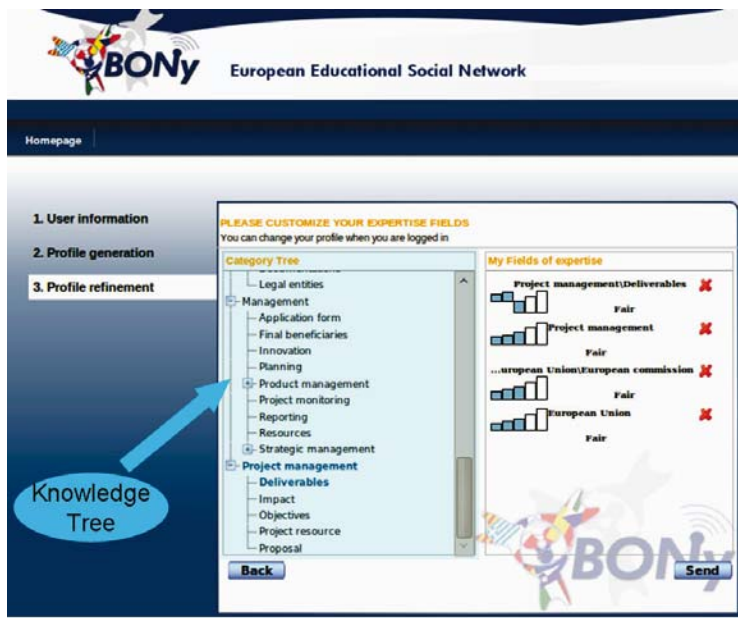 BONy
European Educational Social Network
Homepage
1. User information
2. Profile generation
3. Profile refinement
PLEASE CUSTOMIZE YOUR EXPERTISE FIELDS
You can change your profile when you are logged in
Category Tree
Legal entities
Management
Application form
Final beneficiaries
Innovation
Planning
Product management
Project monitoring
Reporting
Resources
Strategic management
Project management
Deliverables
Impact
Objectives
Project resource
Proposal
Back
My Fields of expertise
Project management\Deliverables
Fair
Project management
Fair
...uropean Union\European commission
Fair
European Union
Fair
BONy
Send
Knowledge
Tree